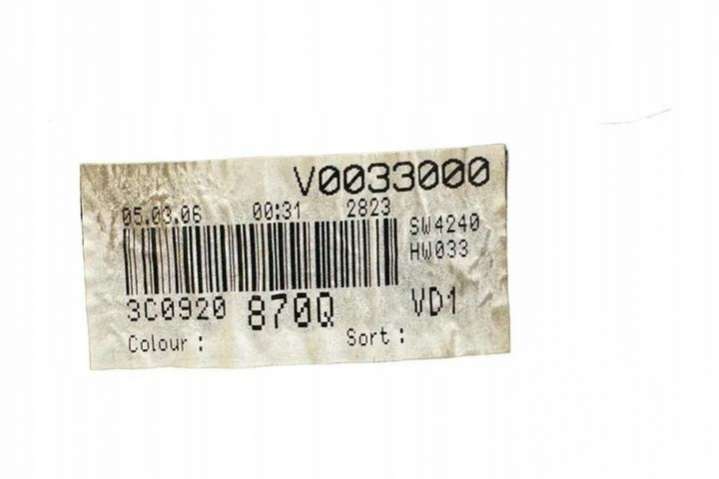 V0033000
05.03.06 00:31 2823
SW4240
HW033
3C0920 870Q VD1
Colour : Sort :